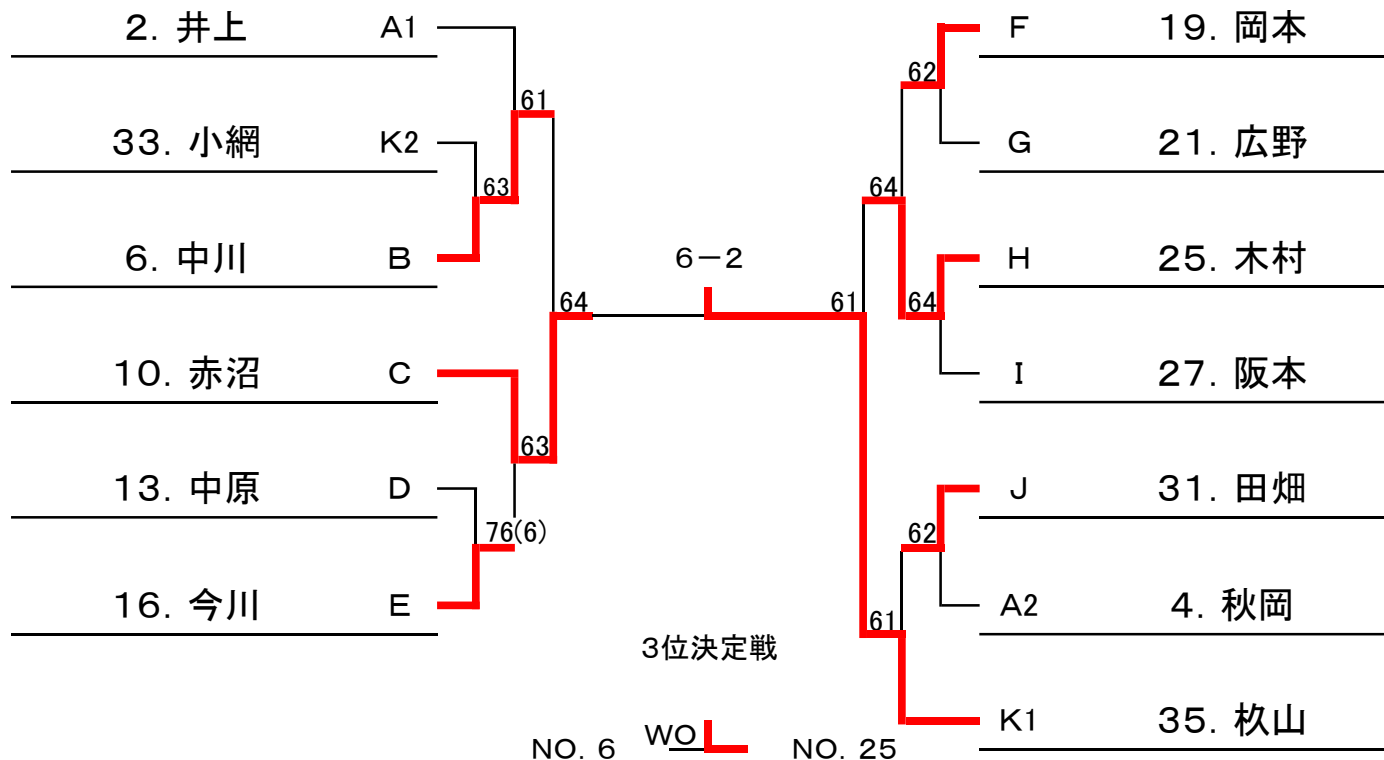 2. 井上 A1
33. 小網 K2
6. 中川 B
10. 赤沼 C
13. 中原 D
16. 今川 E
61
63
64
63
76(6)
6－2
F 19. 岡本
G 21. 広野
H 25. 木村
I 27. 阪本
J 31. 田畑
A2 4. 秋岡
K1 35. 杦山
62
64
64
61
62
61
3位決定戦
NO. 6 WO NO. 25